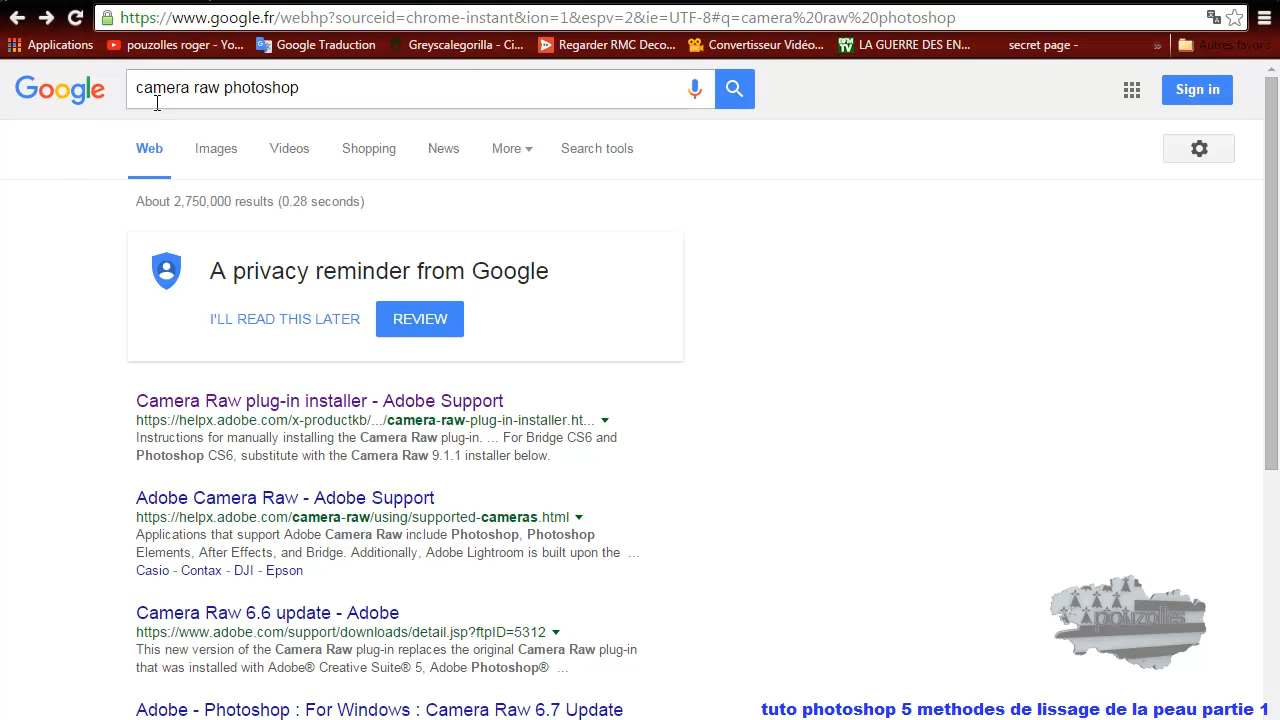 https://www.google.fr/webhp?sourceid=chrome-instant&ion=1&espv=2&ie=UTF-8#q=camera%20raw%20photoshop
Applications pouzolles roger - Yo... Google Traduction Greyscalegorilla - Ci... Regarder RMC Deco... Convertisseur Vidéo... BFM TV LA GUERRE DES EN... secret page - » Autres favoris
Google camera raw photoshop Sign in
Web Images Videos Shopping News More Search tools
About 2,750,000 results (0.28 seconds)
A privacy reminder from Google
I'LL READ THIS LATER REVIEW
Camera Raw plug-in installer - Adobe Support
https://helpx.adobe.com/x-productkb/.../camera-raw-plug-in-installer.ht...
Instructions for manually installing the Camera Raw plug-in. ... For Bridge CS6 and
Photoshop CS6, substitute with the Camera Raw 9.1.1 installer below.
Adobe Camera Raw - Adobe Support
https://helpx.adobe.com/camera-raw/using/supported-cameras.html
Applications that support Adobe Camera Raw include Photoshop, Photoshop
Elements, After Effects, and Bridge. Additionally, Adobe Lightroom is built upon the ...
Casio - Contax - DJI - Epson
Camera Raw 6.6 update - Adobe
https://www.adobe.com/support/downloads/detail.jsp?ftpID=5312
This new version of the Camera Raw plug-in replaces the original Camera Raw plug-in
that was installed with Adobe® Creative Suite® 5, Adobe Photoshop® ...
Apouzolles
Adobe - Photoshop : For Windows : Camera Raw 6.7 Update
tuto photoshop 5 methodes de lissage de la peau partie 1